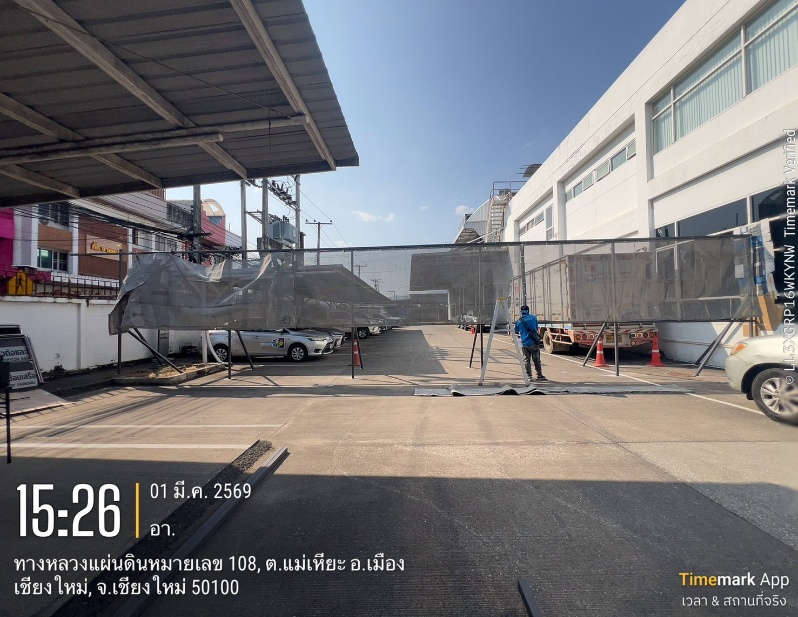 15:26
01 มี.ค. 2569
อา.
ทางหลวงแผ่นดินหมายเลข 108, ต.แม่เหียะ อ.เมือง
เชียงใหม่, จ.เชียงใหม่ 50100
Timemark App
เวลา & สถานที่จริง
© LL3XGRP16WKYNW Timemark Verified